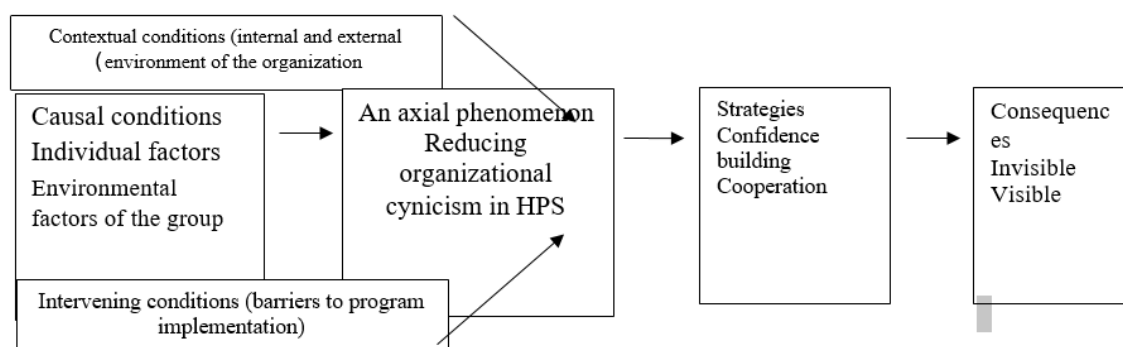 Contextual conditions (internal and external
(environment of the organization
Causal conditions
Individual factors
Environmental
factors of the group
An axial phenomenon
Reducing
organizational
cynicism in HPS
Strategies
Confidence
building
Cooperation
Consequenc
es
Invisible
Visible
Intervening conditions (barriers to program
implementation)